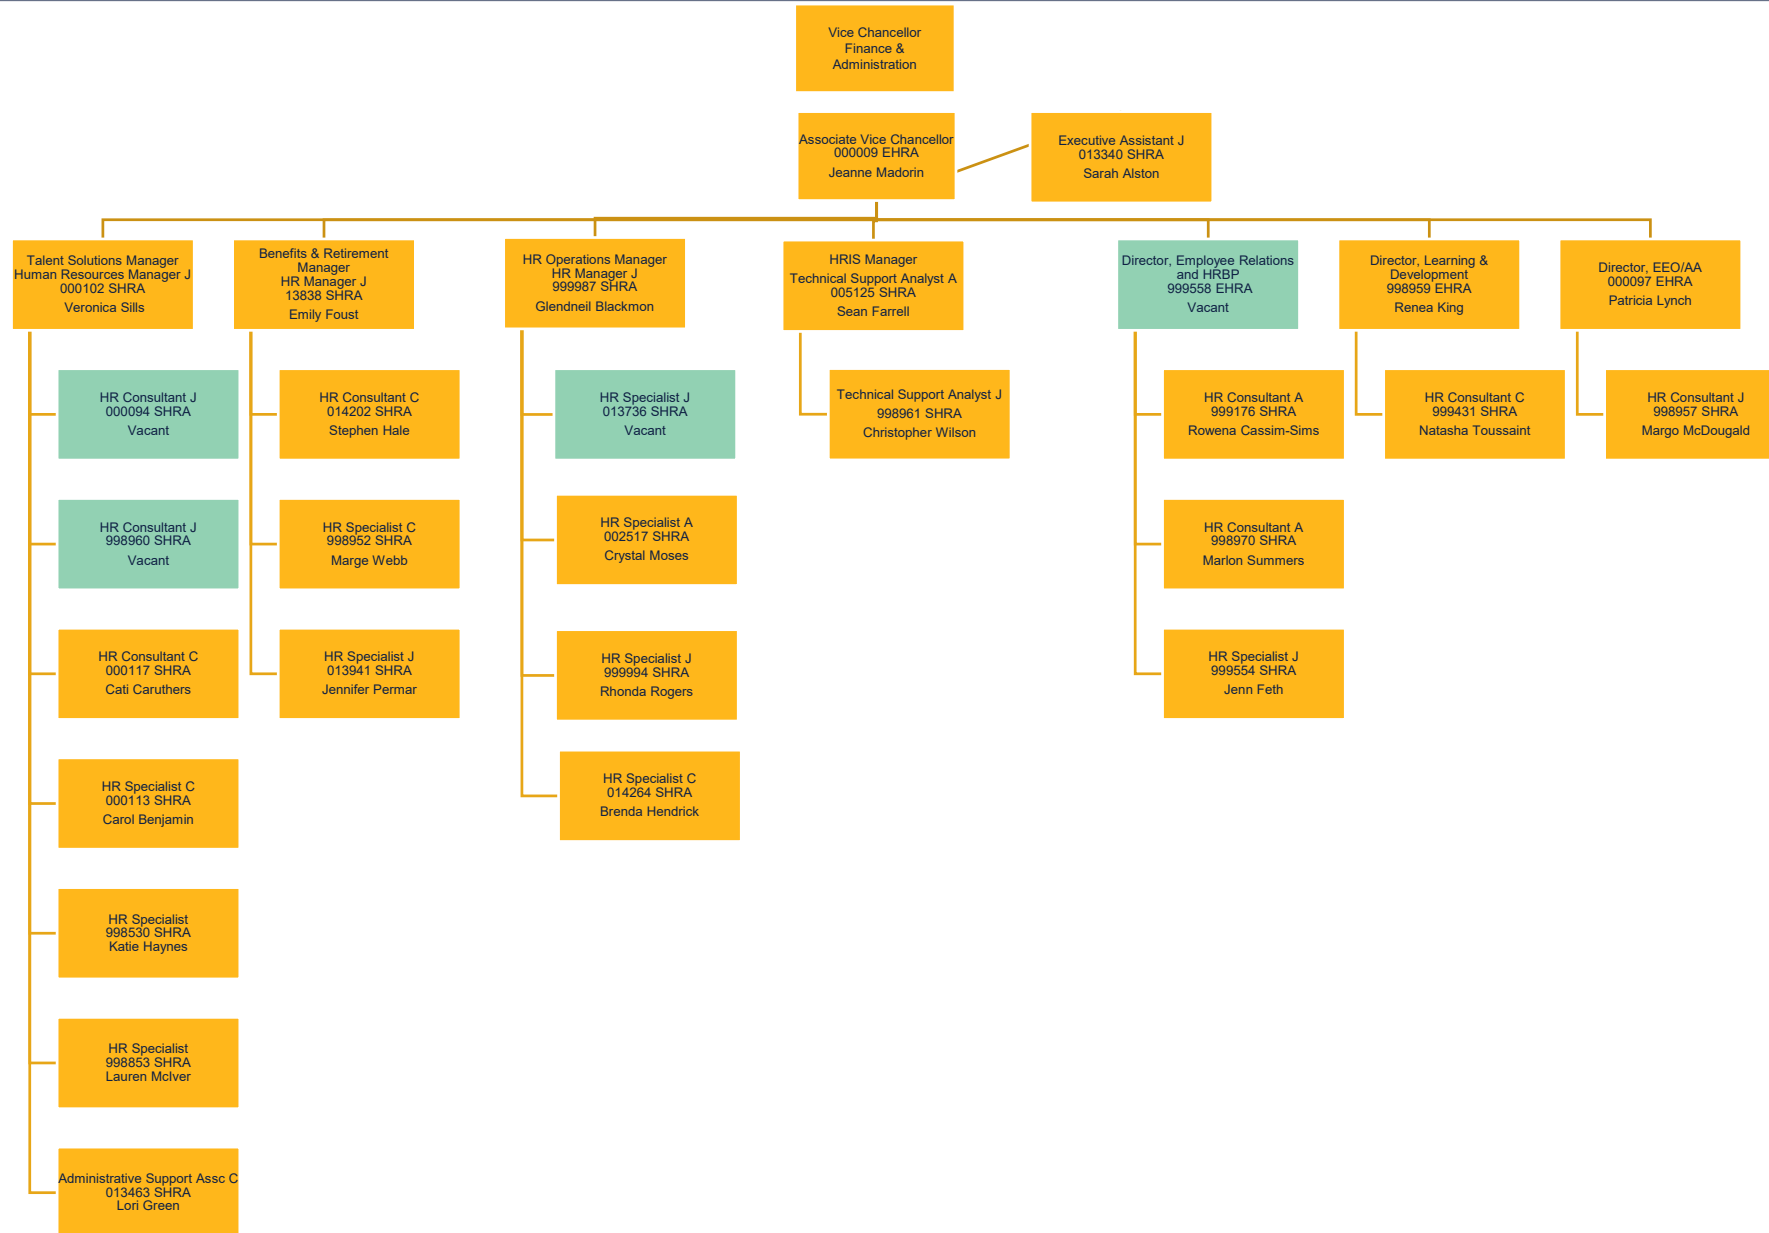 Vice Chancellor
Finance &
Administration
Associate Vice Chancellor
000009 EHRA
Jeanne Madorin
Executive Assistant J
013340 SHRA
Sarah Alston
Talent Solutions Manager
Human Resources Manager J
000102 SHRA
Veronica Sills
Benefits & Retirement
Manager
HR Manager J
13838 SHRA
Emily Foust
HR Operations Manager
HR Manager J
999987 SHRA
Glendneil Blackmon
HRIS Manager
Technical Support Analyst A
005125 SHRA
Sean Farrell
Director, Employee Relations
and HRBP
999558 EHRA
Vacant
Director, Learning &
Development
998959 EHRA
Renea King
Director, EEO/AA
000097 EHRA
Patricia Lynch
HR Consultant J
000094 SHRA
Vacant
HR Consultant J
998960 SHRA
Vacant
HR Consultant C
000117 SHRA
Cati Caruthers
HR Specialist C
000113 SHRA
Carol Benjamin
HR Specialist
998530 SHRA
Katie Haynes
HR Specialist
998853 SHRA
Lauren McIver
Administrative Support Assc C
013463 SHRA
Lori Green
HR Consultant C
014202 SHRA
Stephen Hale
HR Specialist C
998952 SHRA
Marge Webb
HR Specialist J
013941 SHRA
Jennifer Permar
HR Specialist J
013736 SHRA
Vacant
HR Specialist A
002517 SHRA
Crystal Moses
HR Specialist J
999994 SHRA
Rhonda Rogers
HR Specialist C
014264 SHRA
Brenda Hendrick
Technical Support Analyst J
998961 SHRA
Christopher Wilson
HR Consultant A
999176 SHRA
Rowena Cassim-Sims
HR Consultant A
998970 SHRA
Marlon Summers
HR Specialist J
999554 SHRA
Jenn Feth
HR Consultant C
999431 SHRA
Natasha Toussaint
HR Consultant J
998957 SHRA
Margo McDougald